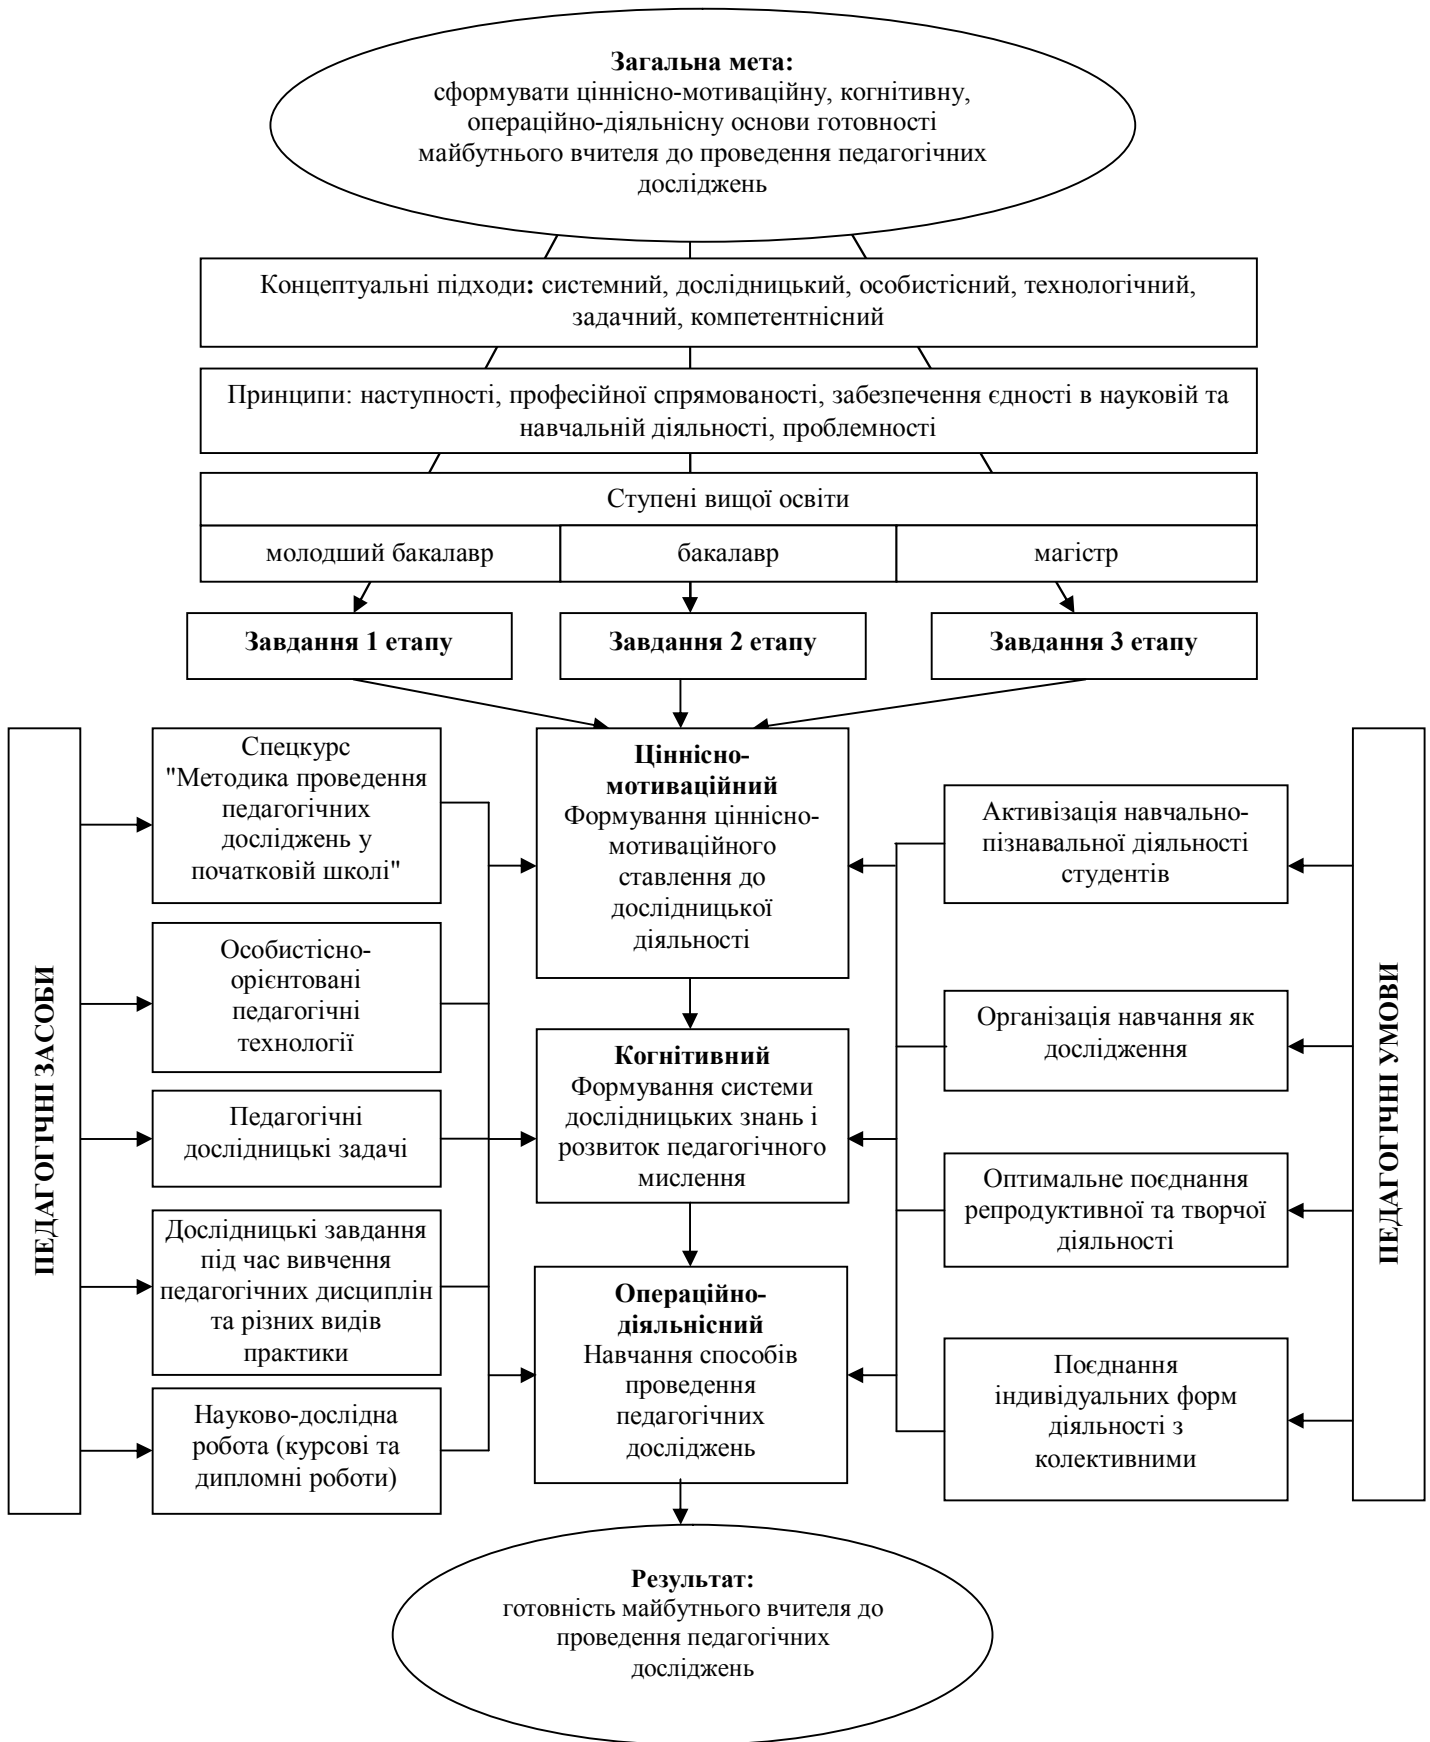 Загальна мета:
сформувати ціннісно-мотиваційну, когнітивну,
операційно-діяльнісну основи готовності
майбутнього вчителя до проведення педагогічних
досліджень
Концептуальні підходи: системний, дослідницький, особистісний, технологічний,
задачний, компетентнісний
Принципи: наступності, професійної спрямованості, забезпечення єдності в науковій та
навчальній діяльності, проблемності
Ступені вищої освіти
молодший бакалавр
бакалавр
магістр
Завдання 1 етапу
Завдання 2 етапу
Завдання 3 етапу
ПЕДАГОГІЧНІ ЗАСОБИ
Спецкурс
"Методика проведення
педагогічних
досліджень у
початковій школі"
Особистісно-
орієнтовані
педагогічні
технології
Педагогічні
дослідницькі задачі
Дослідницькі завдання
під час вивчення
педагогічних дисциплін
та різних видів
практики
Науково-дослідна
робота (курсові та
дипломні роботи)
Ціннісно-
мотиваційний
Формування ціннісно-
мотиваційного
ставлення до
дослідницької
діяльності
Когнітивний
Формування системи
дослідницьких знань і
розвиток педагогічного
мислення
Операційно-
діяльнісний
Навчання способів
проведення
педагогічних
досліджень
Активізація навчально-
пізнавальної діяльності
студентів
Організація навчання як
дослідження
Оптимальне поєднання
репродуктивної та творчої
діяльності
Поєднання
індивідуальних форм
діяльності з
колективними
ПЕДАГОГІЧНІ УМОВИ
Результат:
готовність майбутнього вчителя до
проведення педагогічних
досліджень